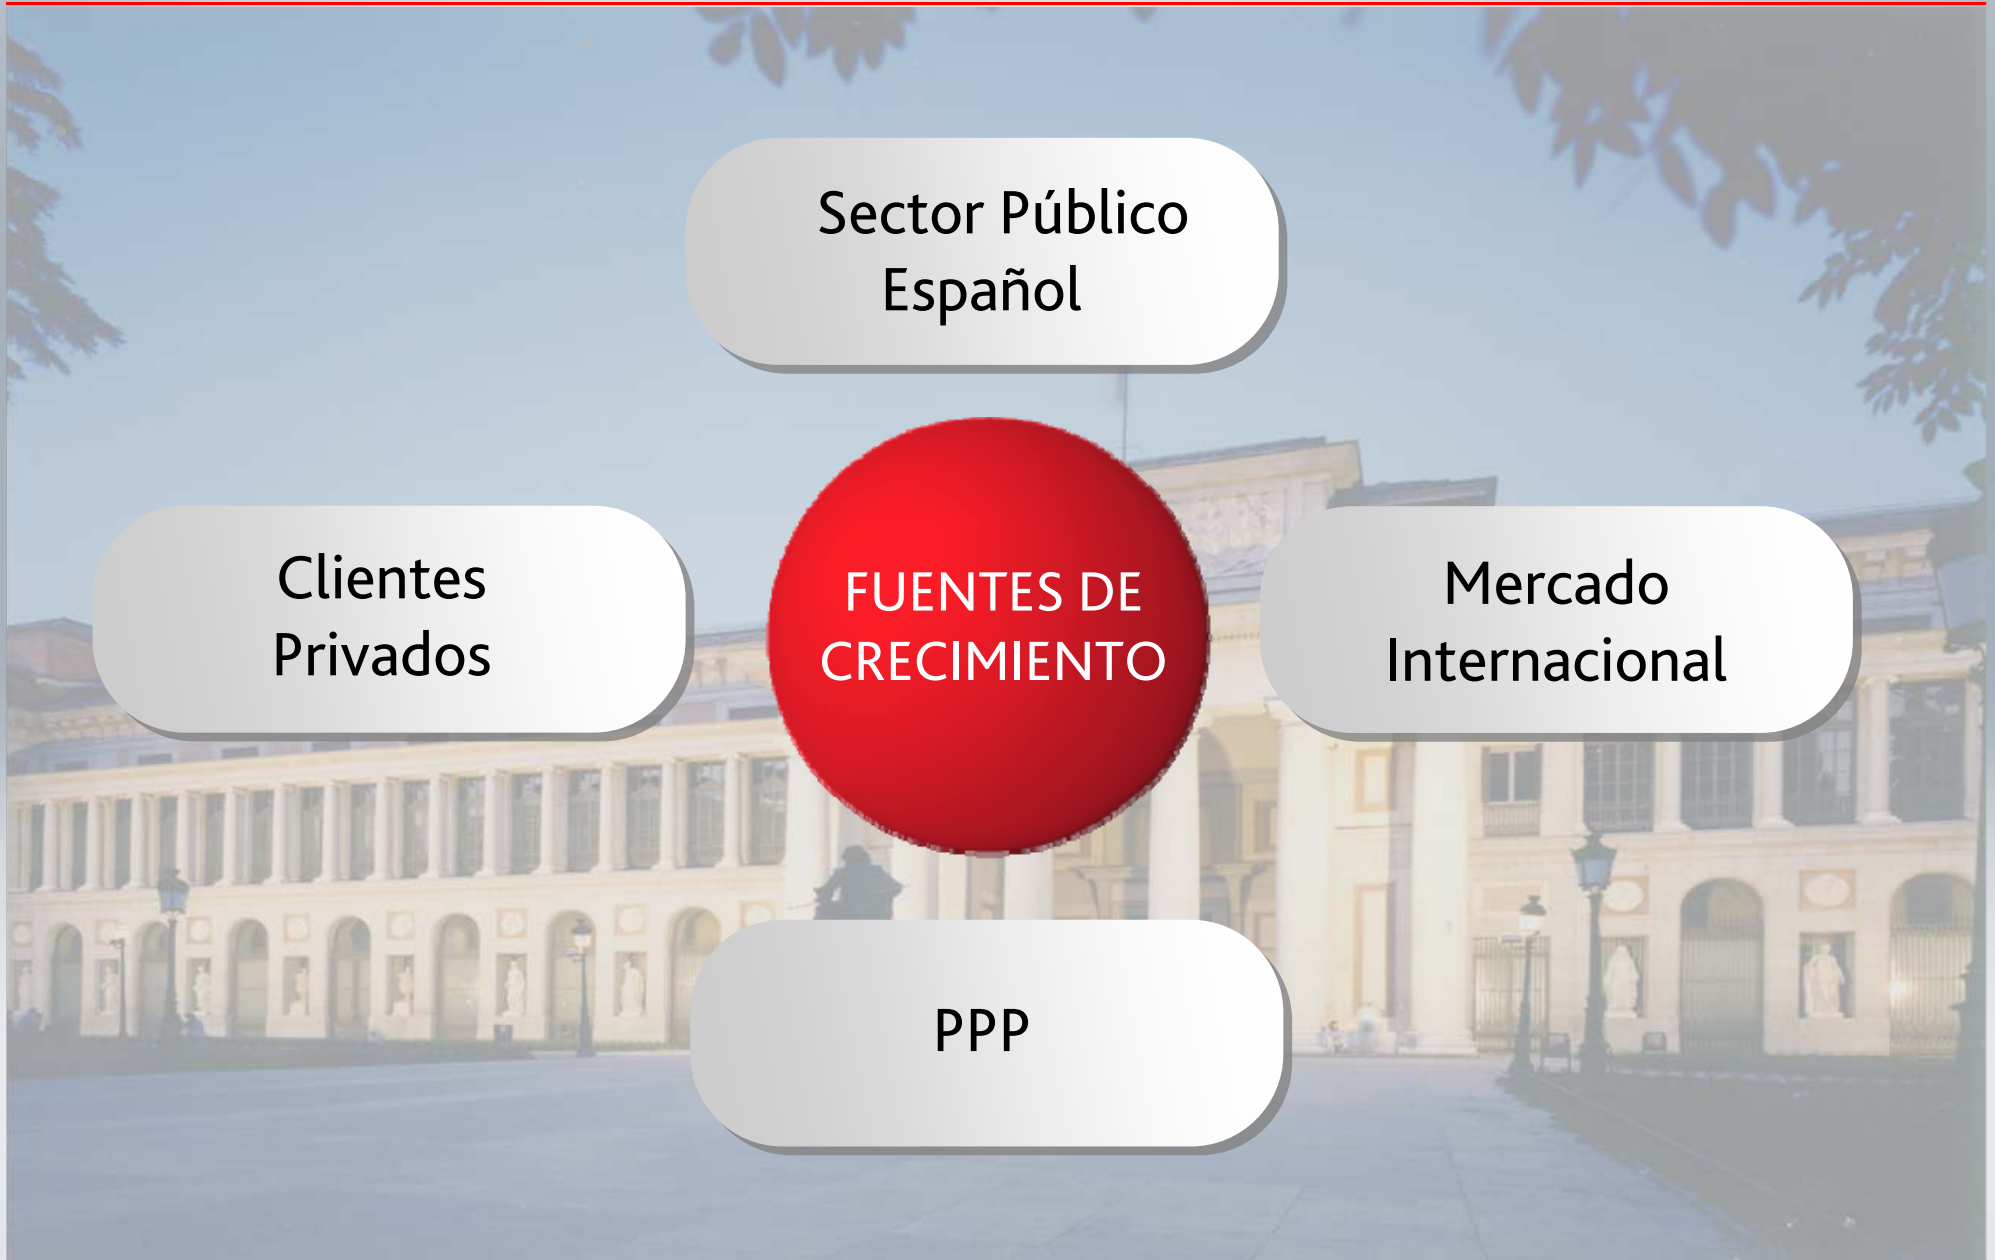 Sector Público
Español
Clientes
Privados
FUENTES DE
CRECIMIENTO
Mercado
Internacional
PPP